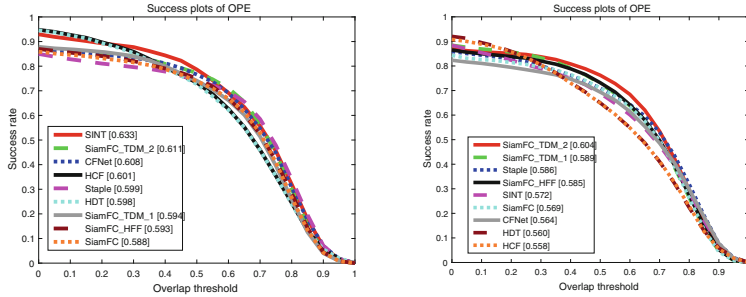 Success plots of OPE
Success rate
1
0.9
0.8
0.7
0.6
0.5
0.4
0.3
0.2
0.1
0
SINT [0.633]
SiamFC_TDM_2 [0.611]
CFNet [0.608]
HCF [0.601]
Staple [0.599]
HDT [0.598]
SiamFC_TDM_1 [0.594]
SiamFC_HFF [0.593]
SiamFC [0.588]
0 0.1 0.2 0.3 0.4 0.5 0.6 0.7 0.8 0.9 1
Overlap threshold
Success plots of OPE
Success rate
1
0.9
0.8
0.7
0.6
0.5
0.4
0.3
0.2
0.1
0
SiamFC_TDM_2 [0.604]
SiamFC_TDM_1 [0.589]
Staple [0.586]
SiamFC_HFF [0.585]
SINT [0.572]
SiamFC [0.569]
CFNet [0.564]
HDT [0.560]
HCF [0.558]
0 0.1 0.2 0.3 0.4 0.5 0.6 0.7 0.8 0.9 1
Overlap threshold